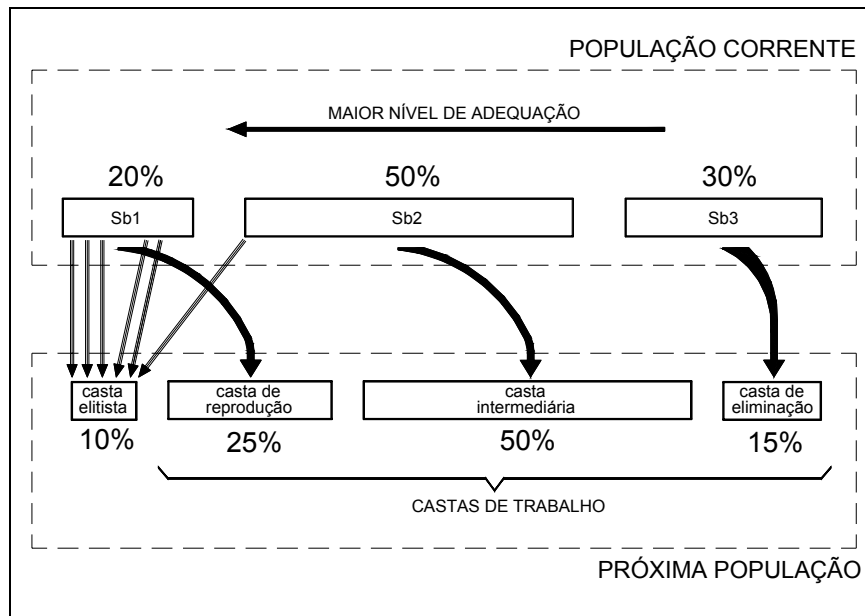 POPULAÇÃO CORRENTE
MAIOR NÍVEL DE ADEQUAÇÃO
20%
50%
30%
Sb1
Sb2
Sb3
casta
elitista
casta de
reprodução
casta
intermediária
casta de
eliminação
10%
25%
50%
15%
CASTAS DE TRABALHO
PRÓXIMA POPULAÇÃO